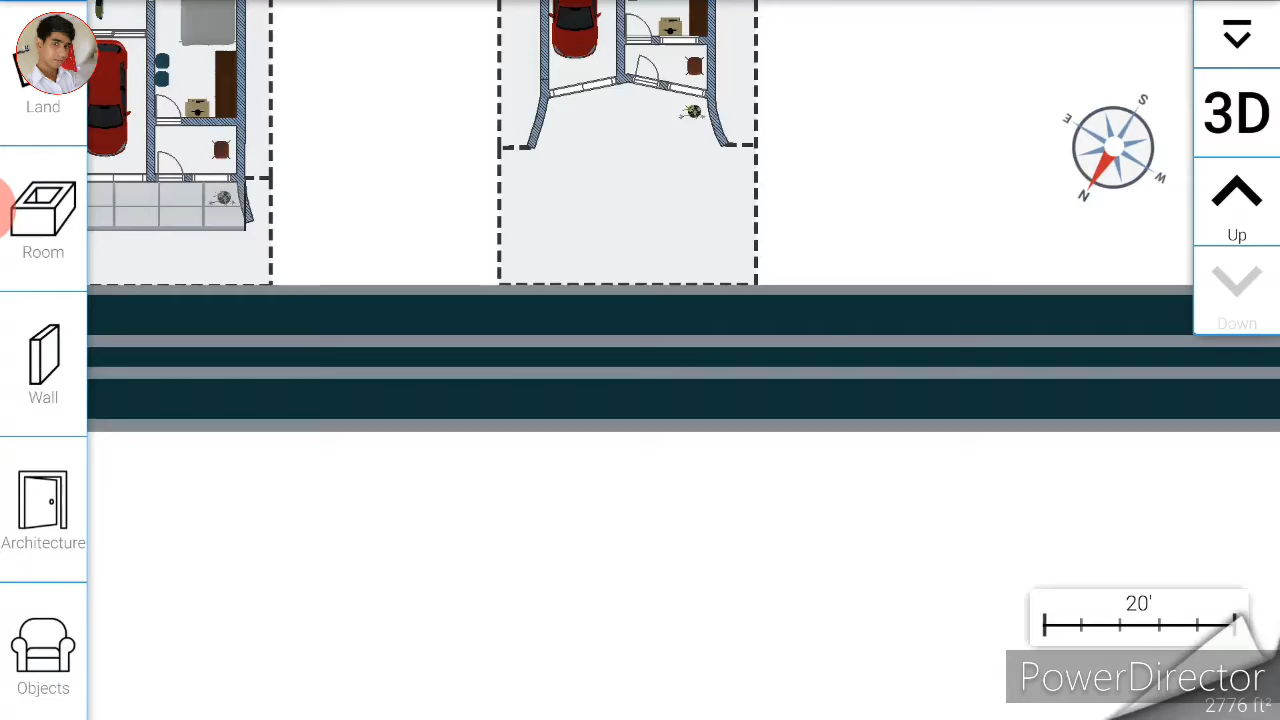 Land
Room
Wall
Architecture
Objects
3D
Up
Down
S
E
W
N
20'
PowerDirector
2776 ft²